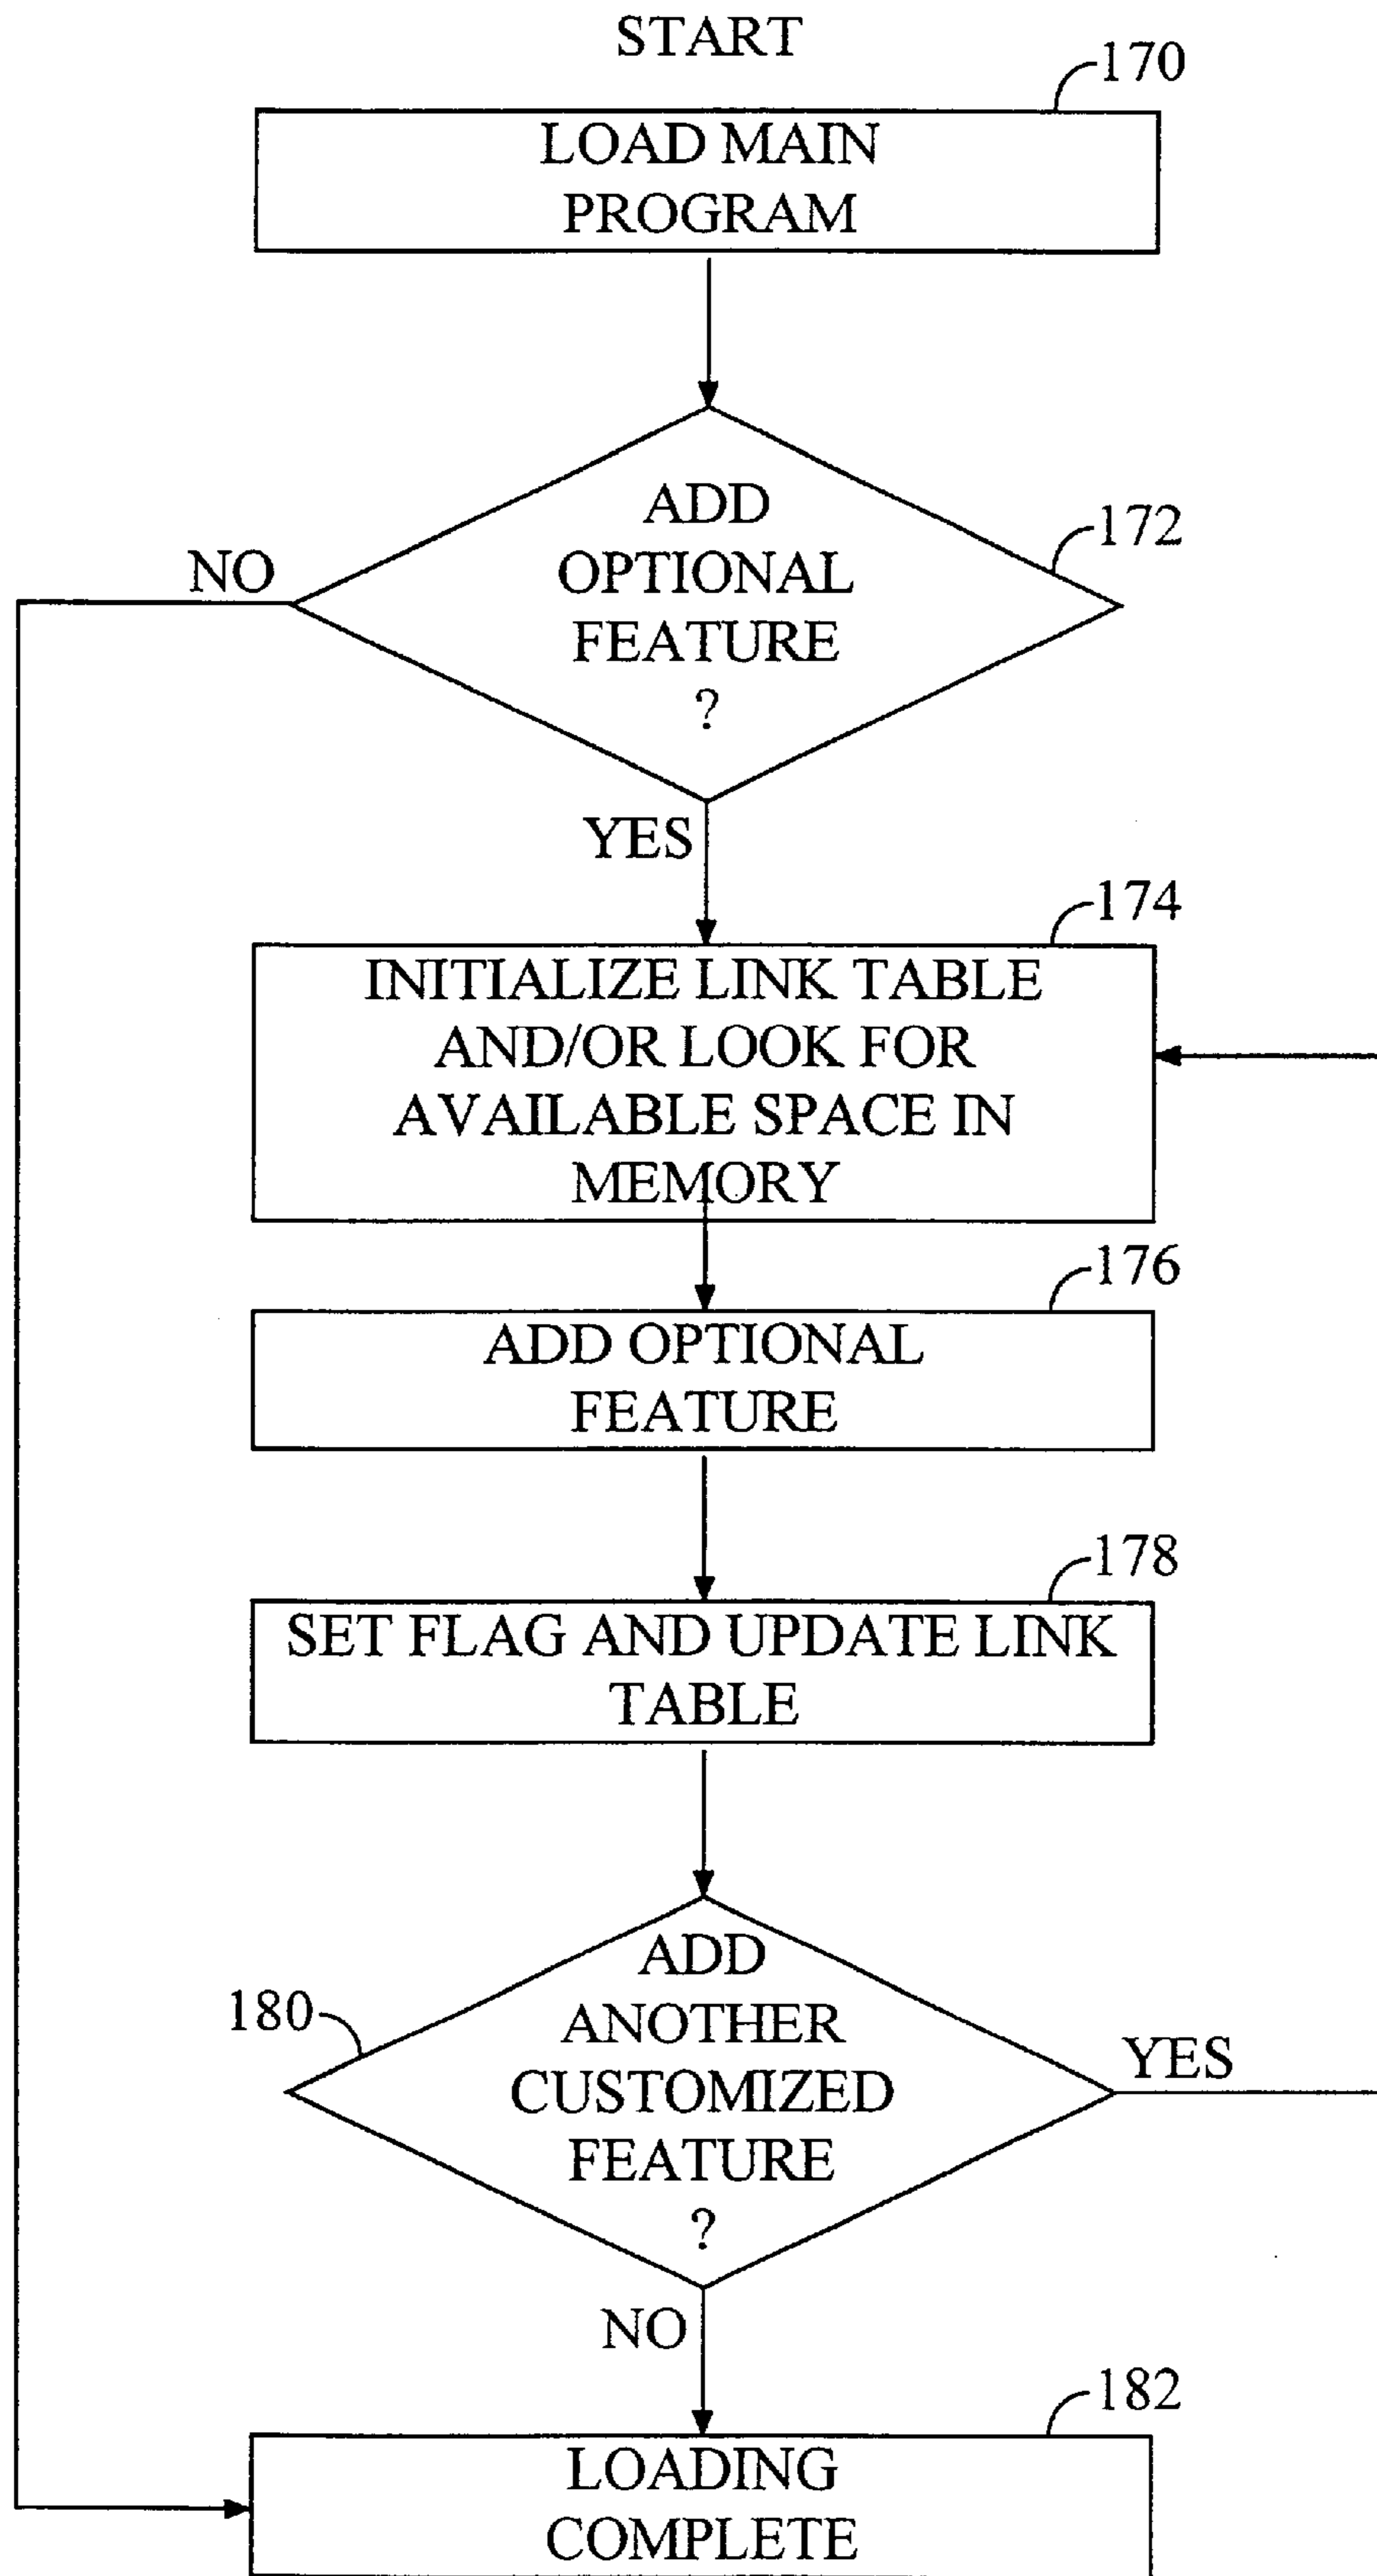 START
170
LOAD MAIN
PROGRAM
ADD
OPTIONAL
FEATURE
?
172
NO
YES
174
INITIALIZE LINK TABLE
AND/OR LOOK FOR
AVAILABLE SPACE IN
MEMORY
176
ADD OPTIONAL
FEATURE
178
SET FLAG AND UPDATE LINK
TABLE
180
ADD
ANOTHER
CUSTOMIZED
FEATURE
?
YES
NO
182
LOADING
COMPLETE